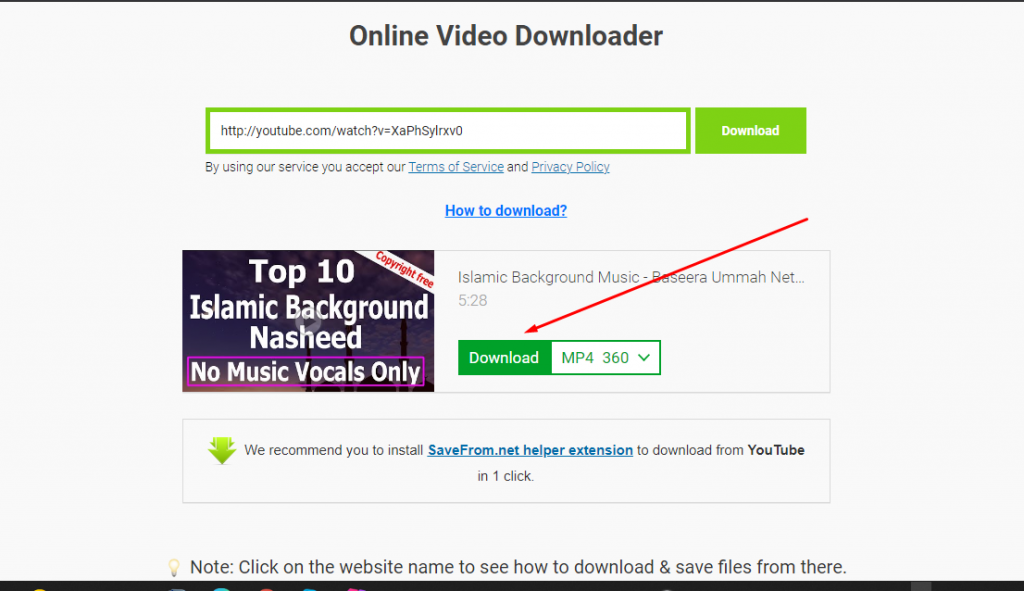 Online Video Downloader
http://youtube.com/watch?v=XaPhSylrxv0
Download
By using our service you accept our Terms of Service and Privacy Policy
How to download?
Copyright free
Top 10
Islamic Background
Nasheed
No Music Vocals Only
Islamic Background Music - Baseera Ummah Net...
5:28
Download MP4 360
We recommend you to install SaveFrom.net helper extension to download from YouTube
in 1 click.
Note: Click on the website name to see how to download & save files from there.